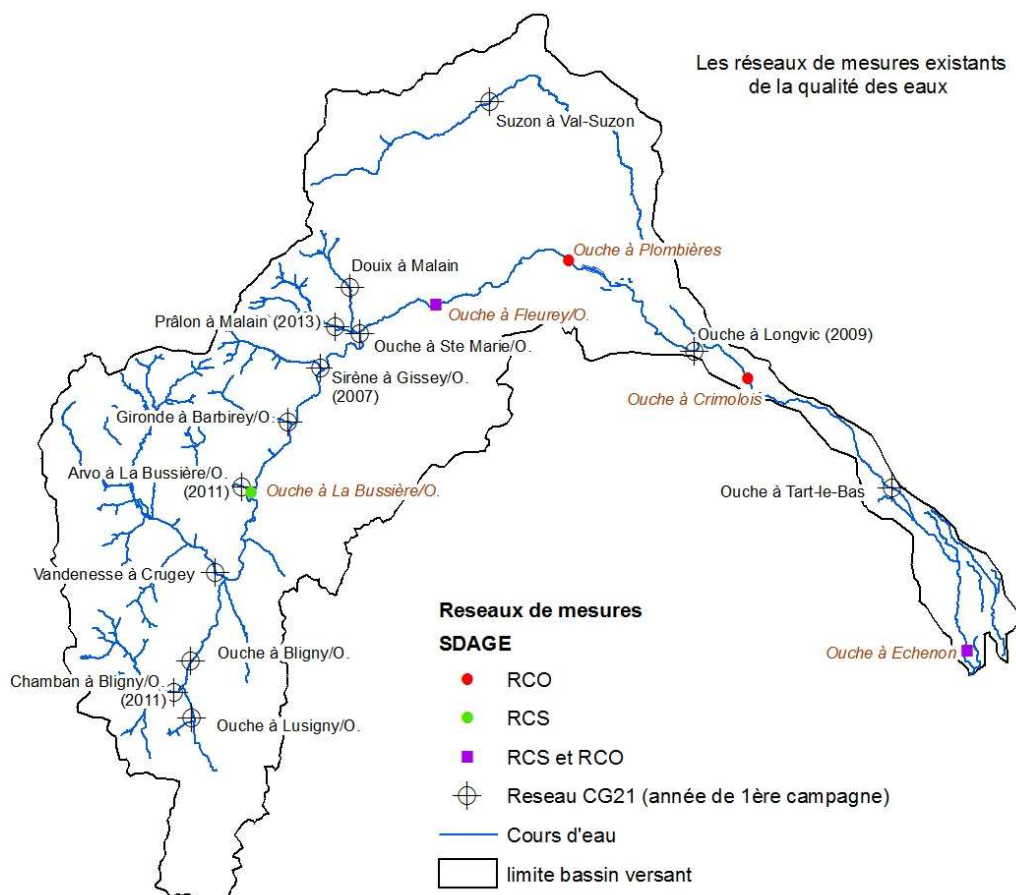 Les réseaux de mesures existants
de la qualité des eaux
Suzon à Val-Suzon
Ouche à Plombières
Douix à Malain
Ouche à Fleurey/O.
Prâlon à Malain (2013)
Ouche à Ste Marie/O.
Ouche à Longvic (2009)
Sirène à Gissey/O.
(2007)
Ouche à Crimolois
Gironde à Barbirey/O.
Arvo à La Bussière/O.
(2011)
Ouche à La Bussière/O.
Ouche à Tart-le-Bas
Vandenesse à Crugey
Ouche à Bligny/O.
Ouche à Echenon
Chamban à Bligny/O.
(2011)
Ouche à Lusigny/O.
Reseaux de mesures
SDAGE
RCO
RCS
RCS et RCO
Reseau CG21 (année de 1ère campagne)
Cours d'eau
limite bassin versant